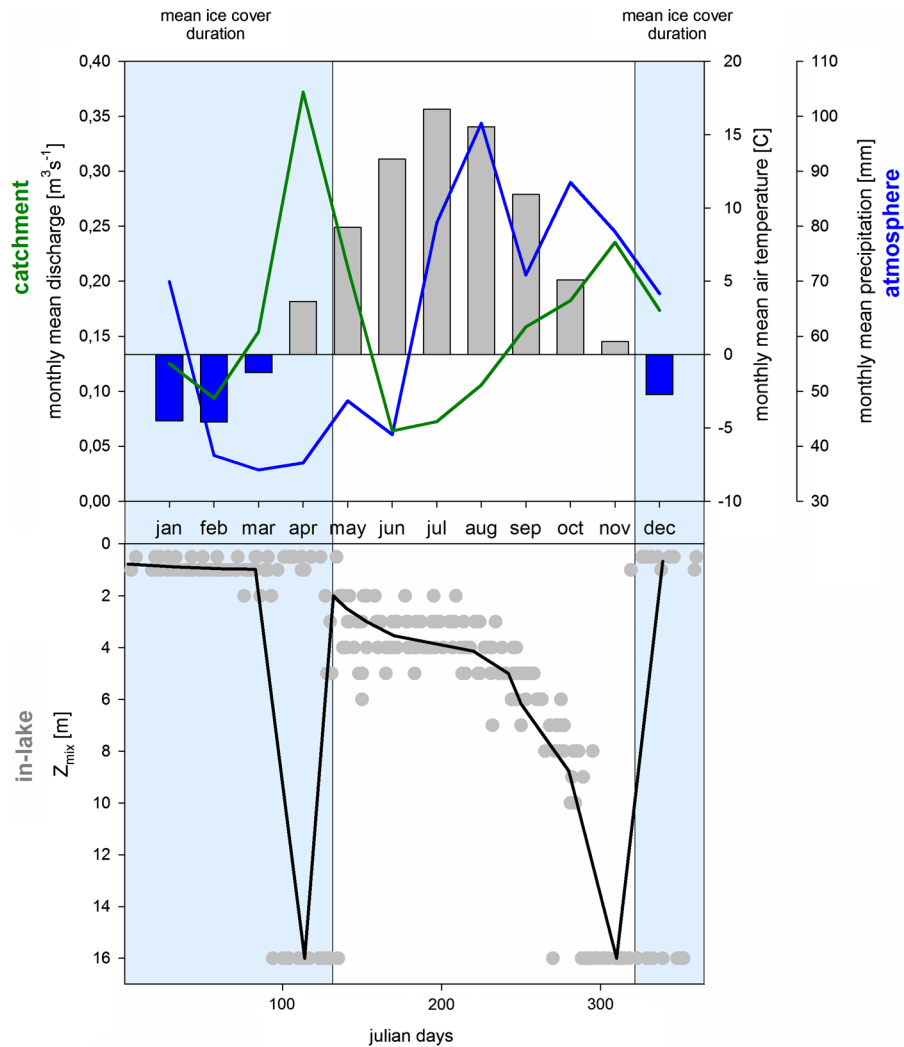 mean ice cover
duration
mean ice cover
duration
catchment
monthly mean discharge [m³s⁻¹]
0,40
0,35
0,30
0,25
0,20
0,15
0,10
0,05
0,00
20
15
10
5
0
-5
-10
monthly mean air temperature [C]
110
100
90
80
70
60
50
40
30
monthly mean precipitation [mm]
atmosphere
jan feb mar apr may jun jul aug sep oct nov dec
in-lake
Zmix [m]
0
2
4
6
8
10
12
14
16
100 200 300
julian days